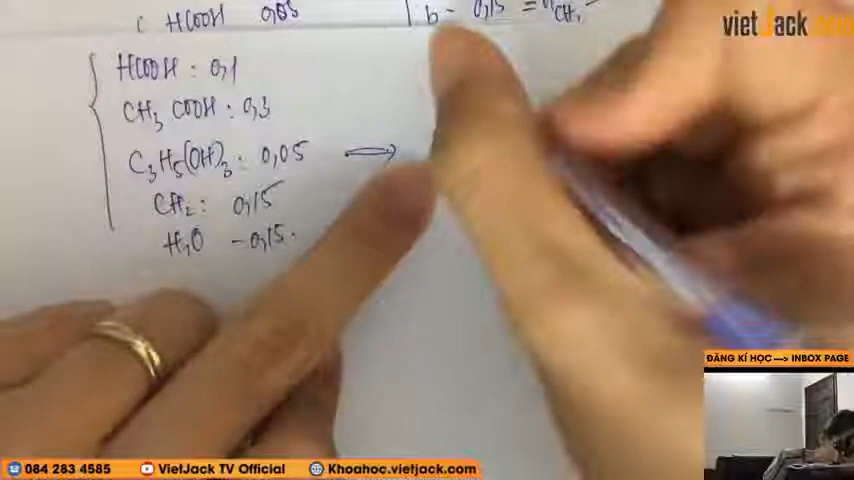 C HCOOH 0,05
b = 0,15 = nCH₂
vietJack.com
HCOOH : 0,1
CH₃ COOH : 0,3
C₃H₅(OH)₃ : 0,05
CH₂ : 0,15
H₂O - 0,15.
ĐĂNG KÍ HỌC —> INBOX PAGE
084 283 4585 VietJack TV Official Khoahoc.vietjack.com